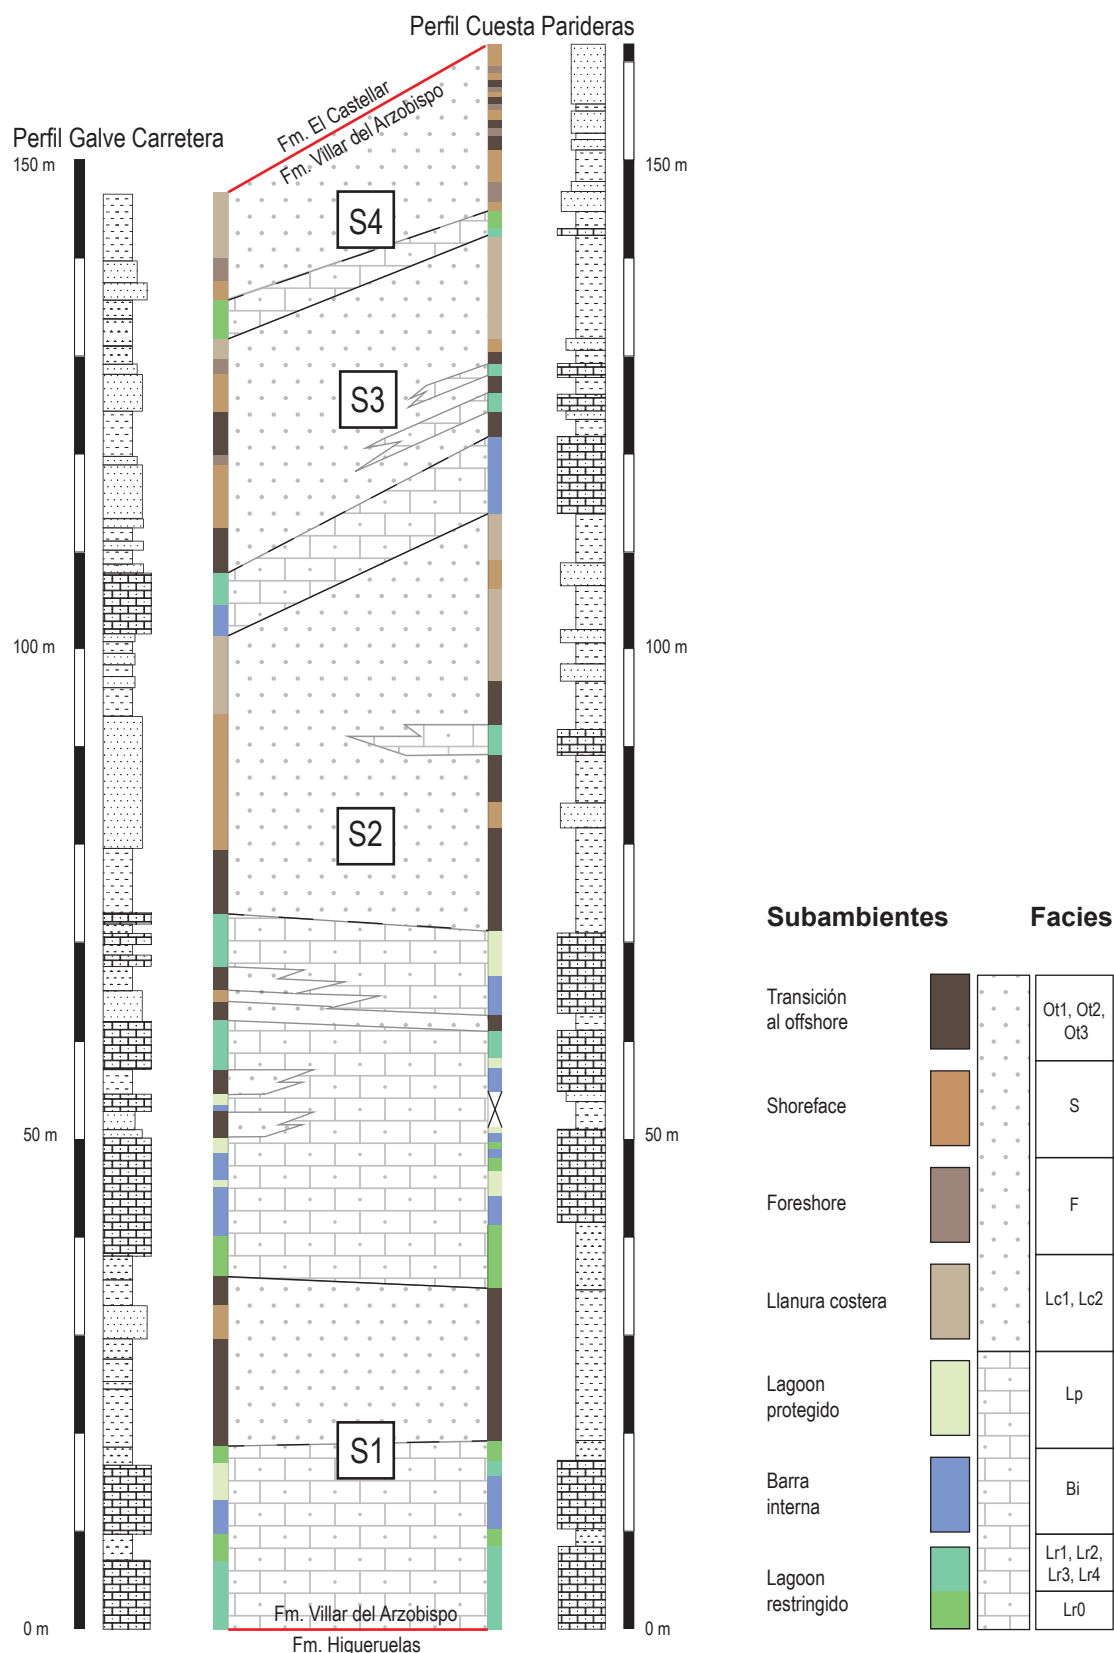 Perfil Cuesta Parideras
Perfil Galve Carretera
Fm. El Castellar
Fm. Villar del Arzobispo
150 m
150 m
S4
S3
100 m
100 m
S2
50 m
50 m
S1
Fm. Villar del Arzobispo
0 m
0 m
Fm. Higueruelas
Subambientes
Facies
Transición
al offshore
Ot1, Ot2,
Ot3
Shoreface
S
Foreshore
F
Llanura costera
Lc1, Lc2
Lagoon
protegido
Lp
Barra
interna
Bi
Lagoon
restringido
Lr1, Lr2,
Lr3, Lr4
Lr0